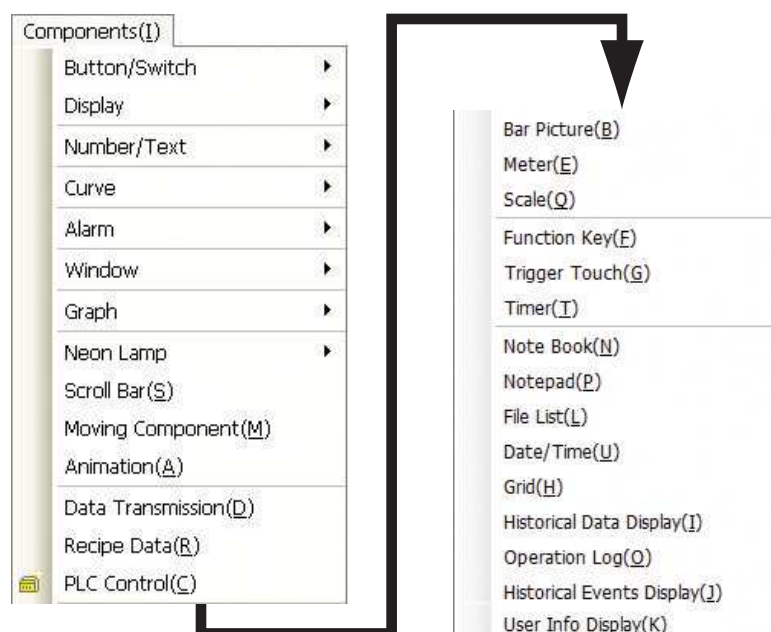 Components(I)
Button/Switch
Display
Number/Text
Curve
Alarm
Window
Graph
Neon Lamp
Scroll Bar(S)
Moving Component(M)
Animation(A)
Data Transmission(D)
Recipe Data(R)
PLC Control(C)
Bar Picture(B)
Meter(E)
Scale(Q)
Function Key(F)
Trigger Touch(G)
Timer(T)
Note Book(N)
Notepad(P)
File List(L)
Date/Time(U)
Grid(H)
Historical Data Display(I)
Operation Log(O)
Historical Events Display(J)
User Info Display(K)